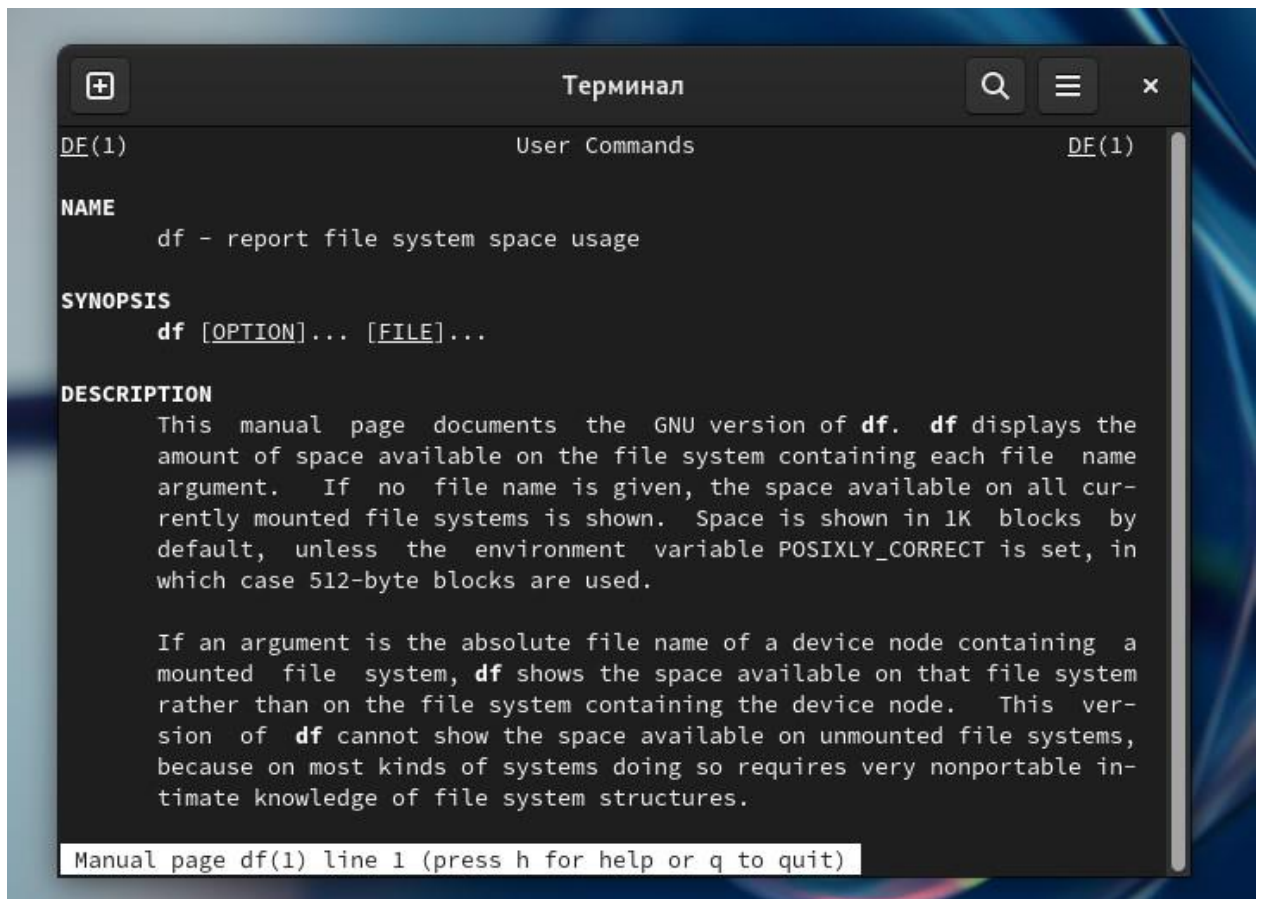 Терминал
DF(1) User Commands DF(1)
NAME
df - report file system space usage
SYNOPSIS
df [OPTION]... [FILE]...
DESCRIPTION
This manual page documents the GNU version of df. df displays the
amount of space available on the file system containing each file name
argument. If no file name is given, the space available on all cur-
rently mounted file systems is shown. Space is shown in 1K blocks by
default, unless the environment variable POSIXLY_CORRECT is set, in
which case 512-byte blocks are used.
If an argument is the absolute file name of a device node containing a
mounted file system, df shows the space available on that file system
rather than on the file system containing the device node. This ver-
sion of df cannot show the space available on unmounted file systems,
because on most kinds of systems doing so requires very nonportable in-
timate knowledge of file system structures.
Manual page df(1) line 1 (press h for help or q to quit)